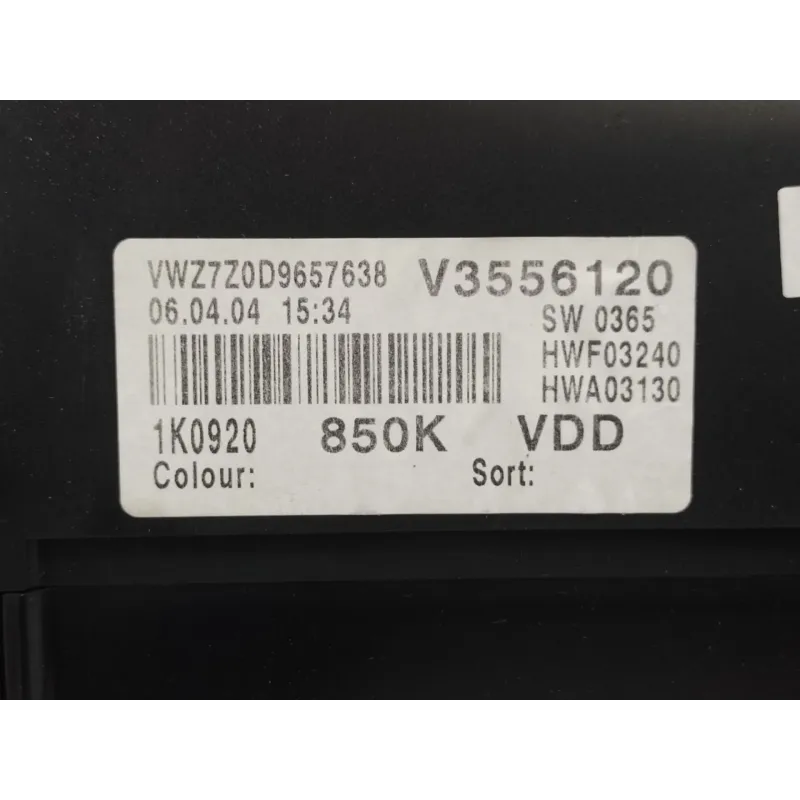 VWZ7Z0D9657638 V3556120
06.04.04 15:34 SW 0365
HWF03240
HWA03130
1K0920 850K VDD
Colour: Sort: